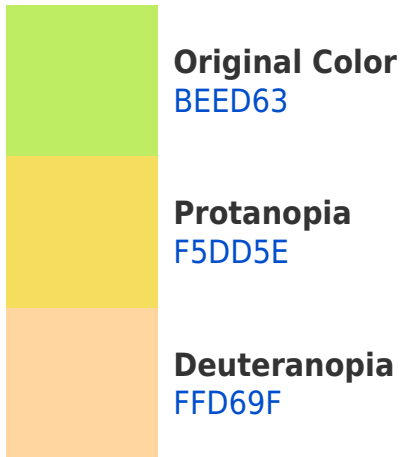 Original Color
BEED63
Protanopia
F5DD5E
Deuteranopia
FFD69F